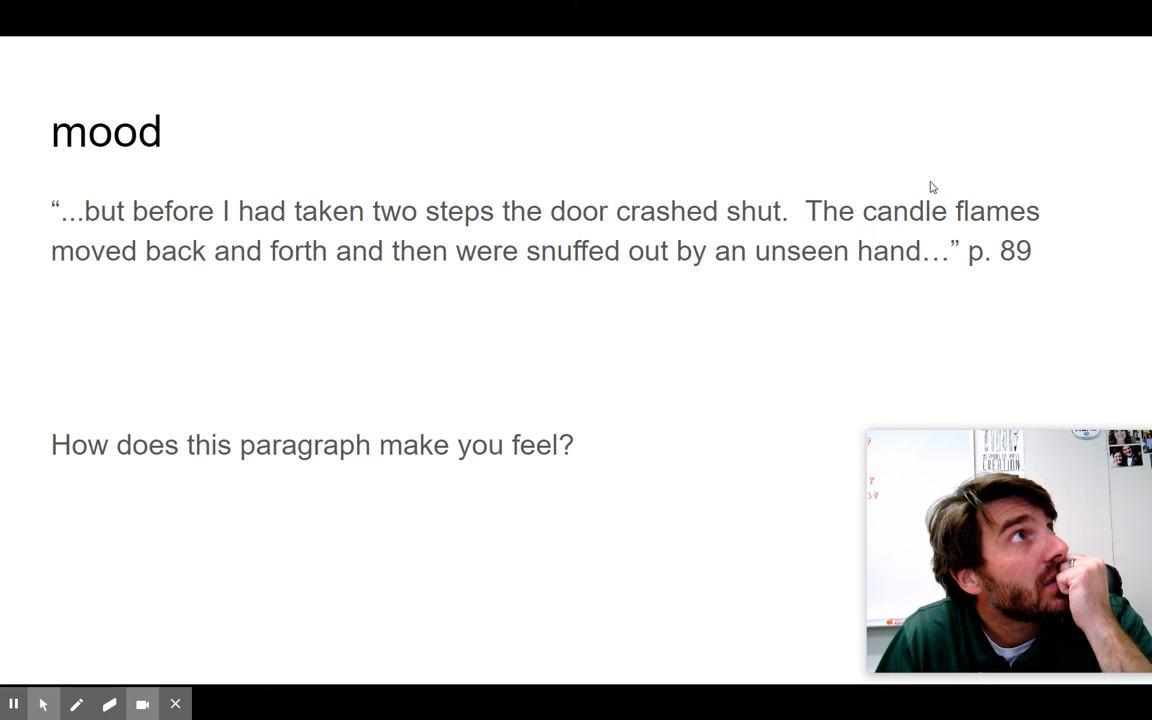 mood
“...but before I had taken two steps the door crashed shut.  The candle flames
moved back and forth and then were snuffed out by an unseen hand…” p. 89
How does this paragraph make you feel?
CREATION